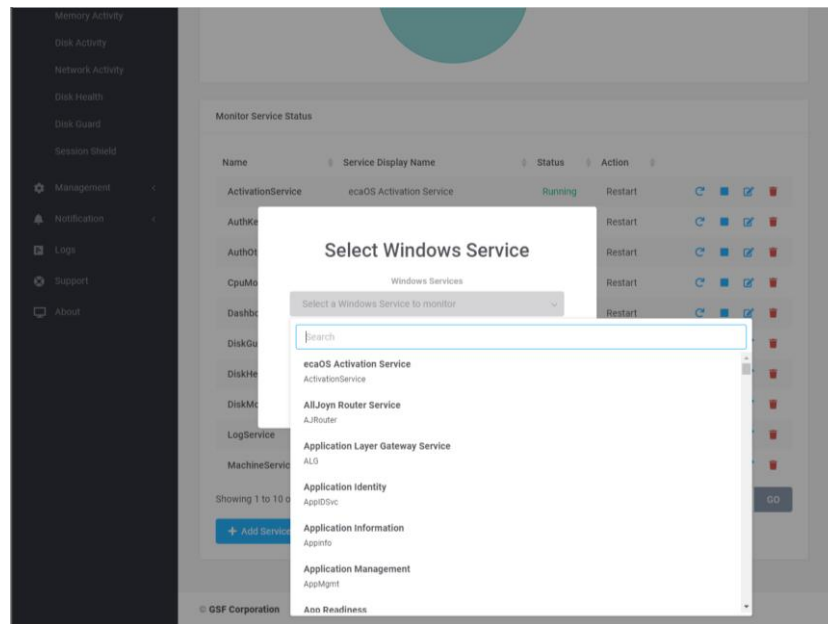 Memory Activity
Disk Activity
Network Activity
Disk Health
Disk Guard
Session Shield
Management
Notification
Logs
Support
About
Monitor Service Status
Name Service Display Name Status Action
ActivationService ecaOS Activation Service Running Restart
AuthKe Restart
AuthOt Restart
CpuMo Restart
Dashbo Restart
DiskGu
DiskHe
DiskMo
LogService
MachineServic
Showing 1 to 10 o
GO
+ Add Service
Select Windows Service
Windows Services
Select a Windows Service to monitor
Search
ecaOS Activation Service
ActivationService
AllJoyn Router Service
AJRouter
Application Layer Gateway Service
ALG
Application Identity
AppIDSvc
Application Information
Appinfo
Application Management
AppMgmt
App Readiness
© GSF Corporation